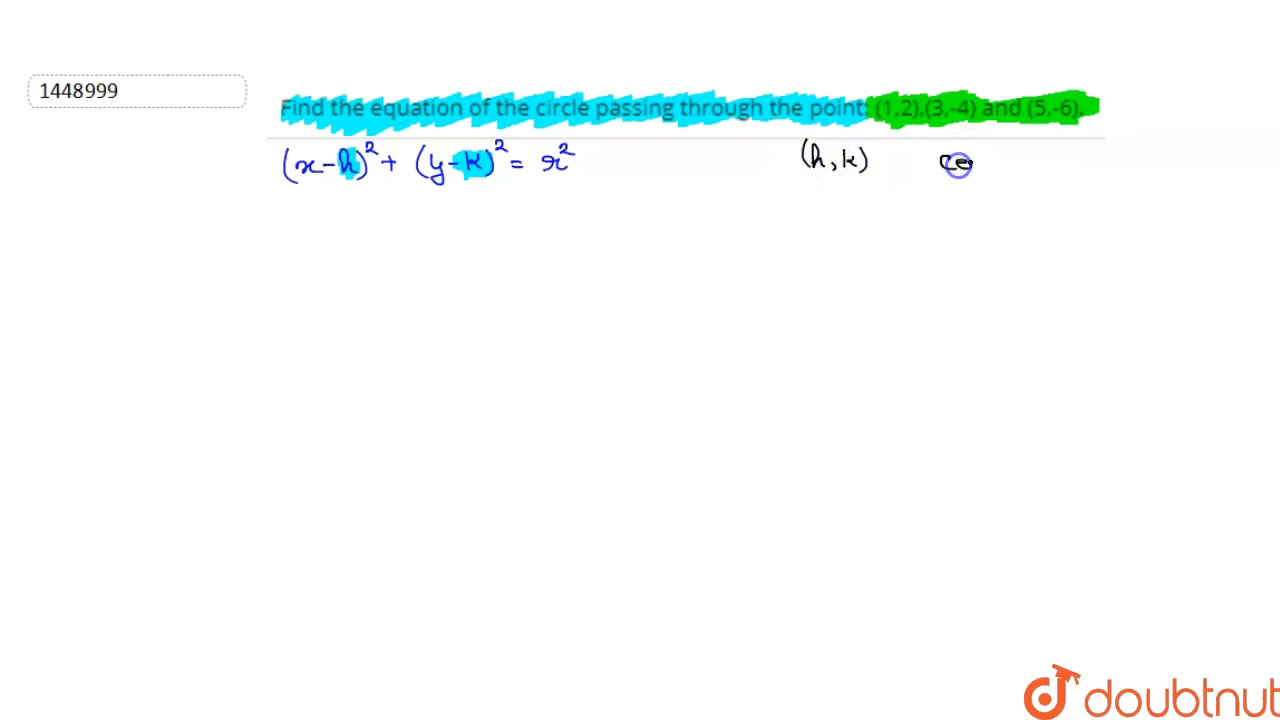 1448999
Find the equation of the circle passing through the point: (1,2),(3,-4) and (5,-6).
(x-h)² + (y-k)² = r² (h,k) ce
doubtnut